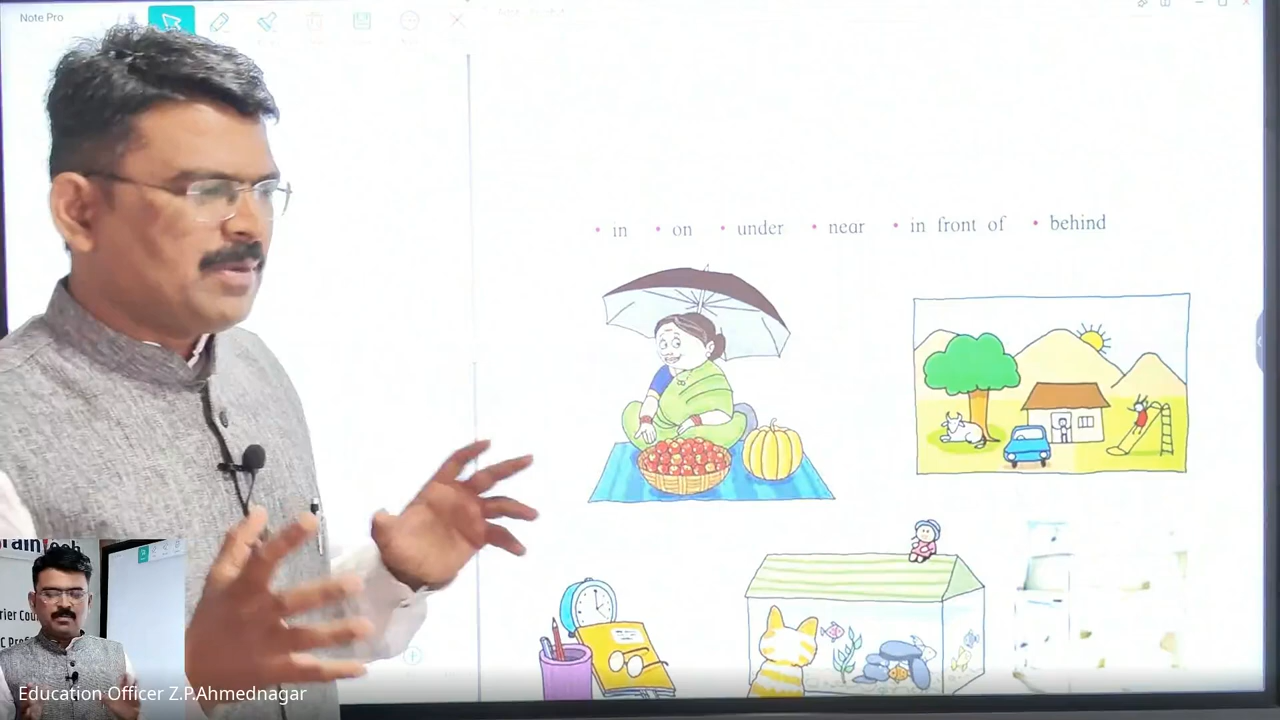 Note Pro
• in • on • under • near • in front of • behind
Education Officer Z.P.Ahmednagar